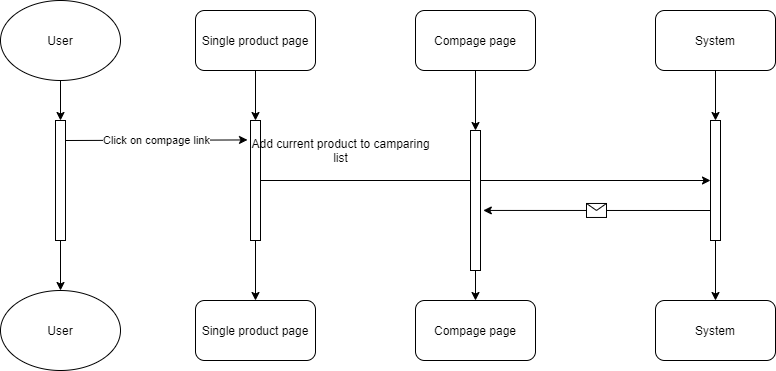 User
Single product page
Compage page
System
Click on compage link
Add current product to camparing
list
User
Single product page
Compage page
System